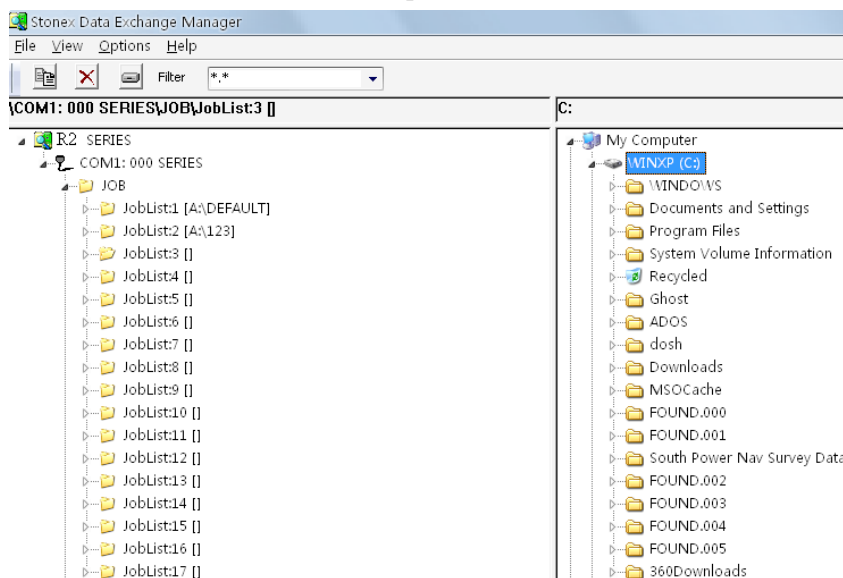 Stonex Data Exchange Manager
File View Options Help
Filter *.*
\COM1: 000 SERIES\JOB\JobList:3 []
R2 SERIES
COM1: 000 SERIES
JOB
JobList:1 [A:\DEFAULT]
JobList:2 [A:\123]
JobList:3 []
JobList:4 []
JobList:5 []
JobList:6 []
JobList:7 []
JobList:8 []
JobList:9 []
JobList:10 []
JobList:11 []
JobList:12 []
JobList:13 []
JobList:14 []
JobList:15 []
JobList:16 []
JobList:17 []
C:
My Computer
WINXP (C:)
WINDOWS
Documents and Settings
Program Files
System Volume Information
Recycled
Ghost
ADOS
dosh
Downloads
MSOCache
FOUND.000
FOUND.001
South Power Nav Survey Data
FOUND.002
FOUND.003
FOUND.004
FOUND.005
360Downloads